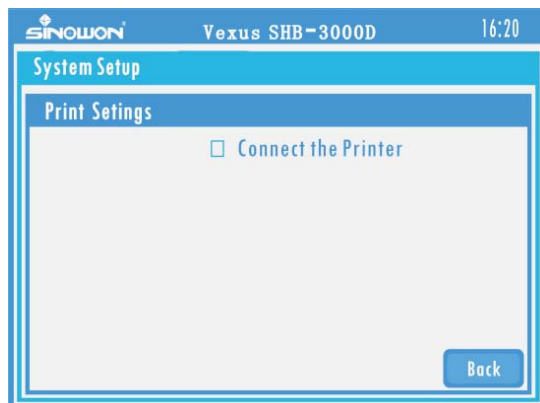 SINOWON Vexus SHB-3000D 16:20
System Setup
Print Setings
Connect the Printer
Back